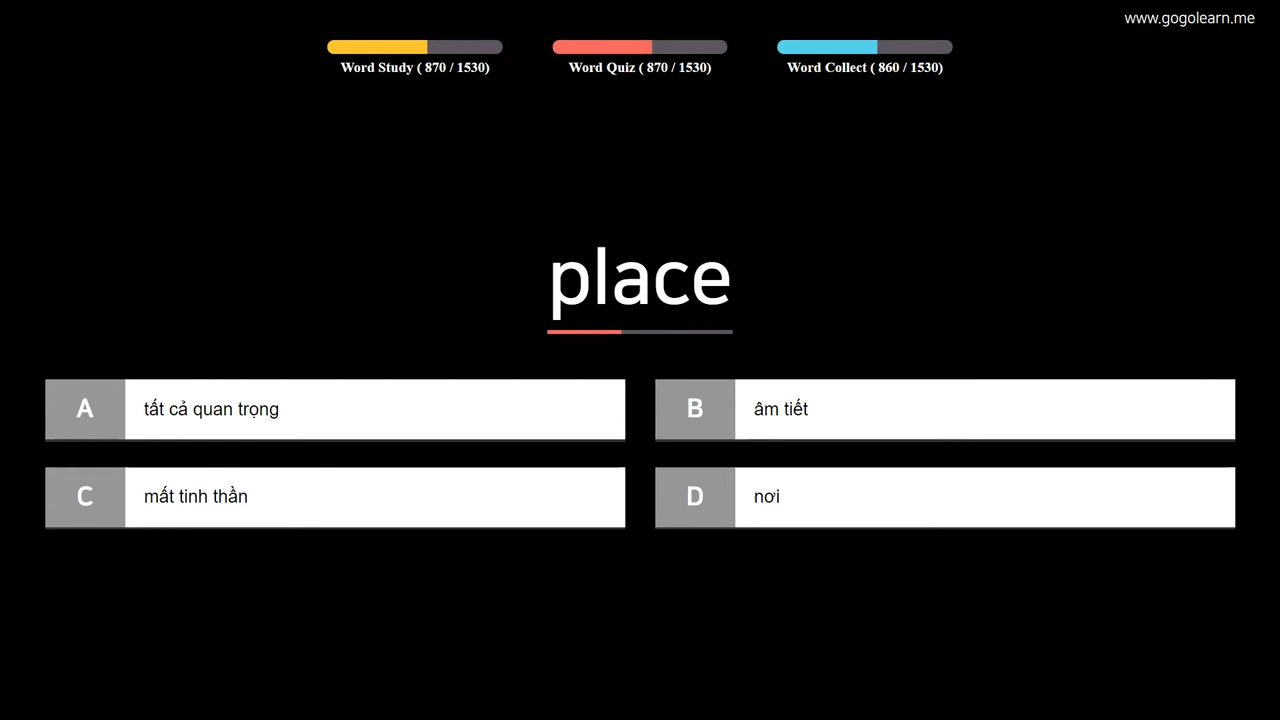 www.gogolearn.me
Word Study ( 870 / 1530)
Word Quiz ( 870 / 1530)
Word Collect ( 860 / 1530)
place
A tất cả quan trọng
B âm tiết
C mất tinh thần
D nơi